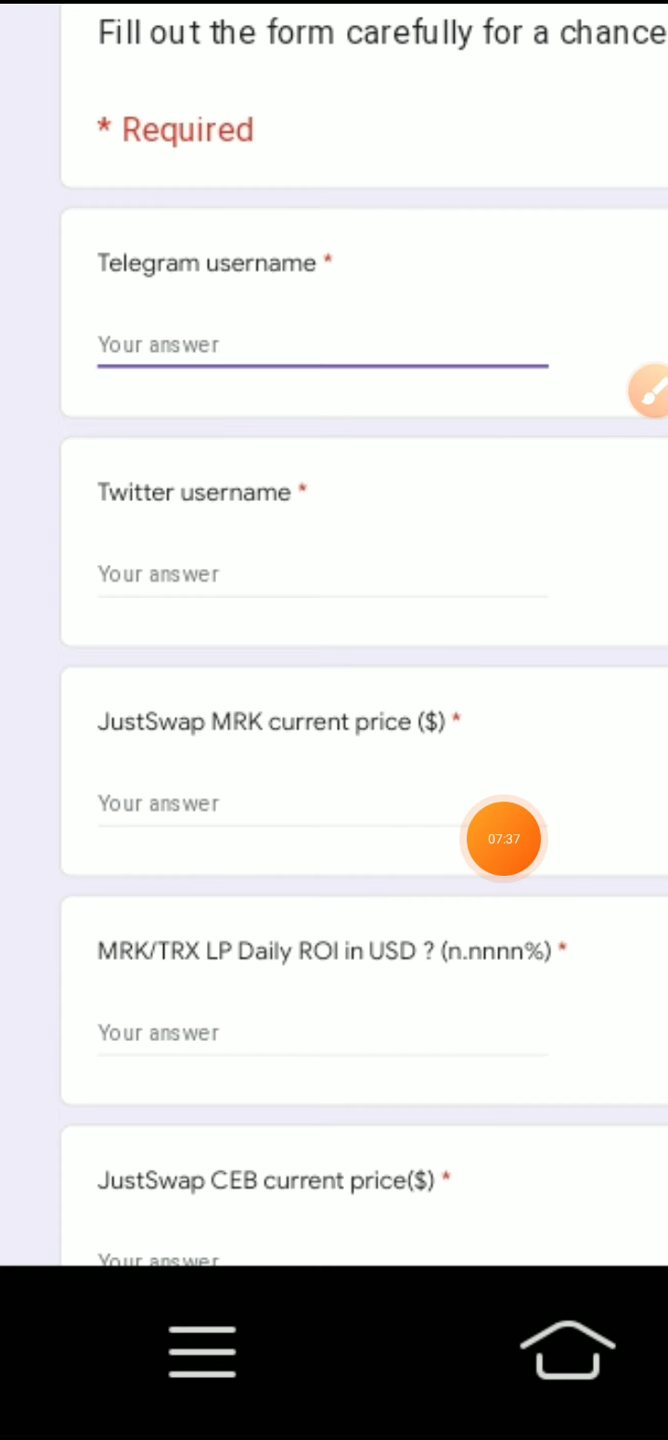 Fill out the form carefully for a chance
* Required
Telegram username *
Your answer
Twitter username *
Your answer
JustSwap MRK current price ($) *
Your answer
07:37
MRK/TRX LP Daily ROI in USD ? (n.nnnn%) *
Your answer
JustSwap CEB current price($) *
Your answer